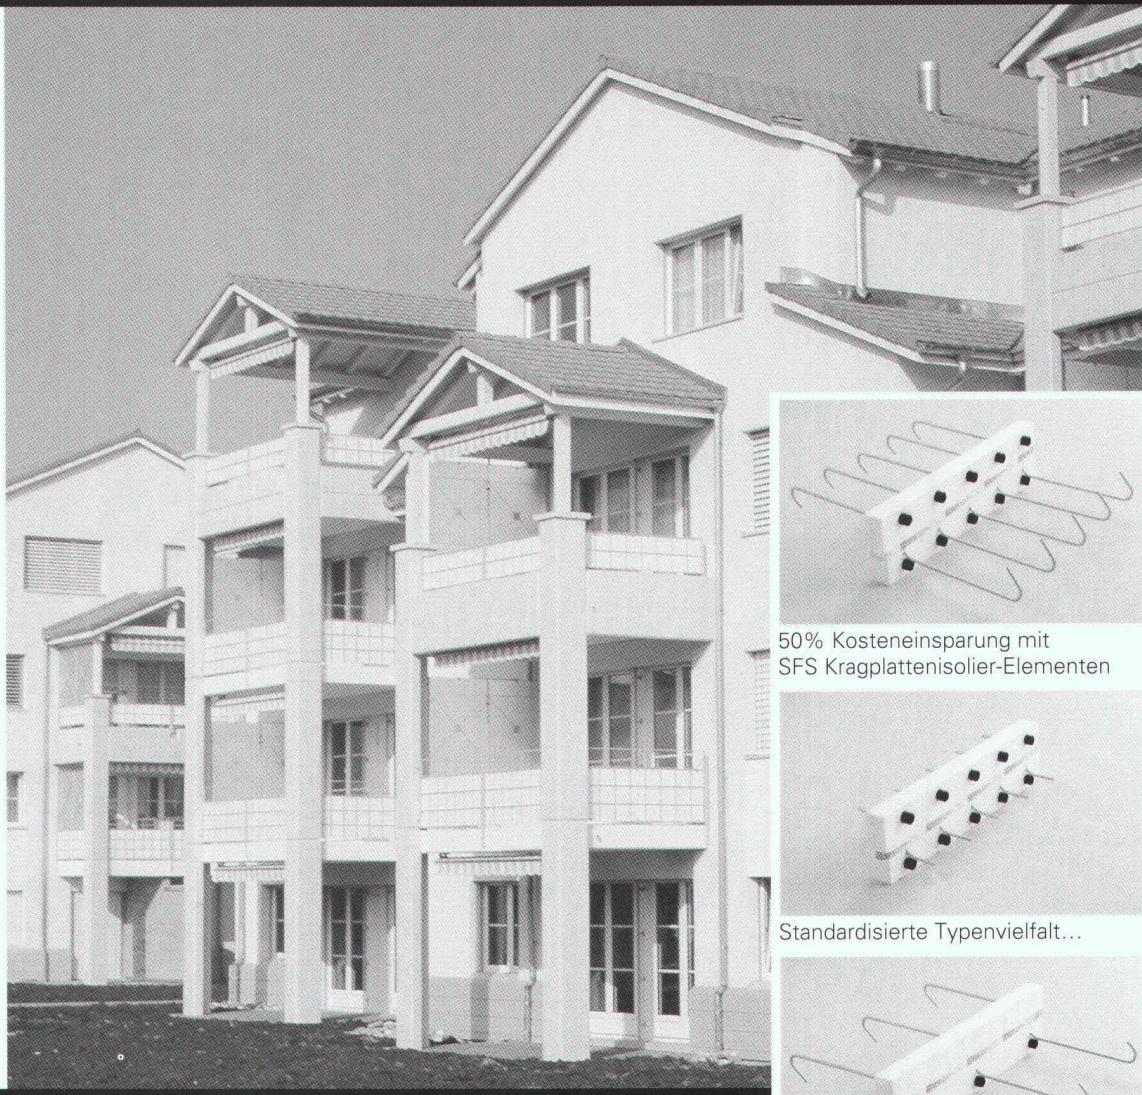 50% Kosteneinsparung mit
SFS Kragplattenisolier-Elementen
Standardisierte Typenvielfalt...